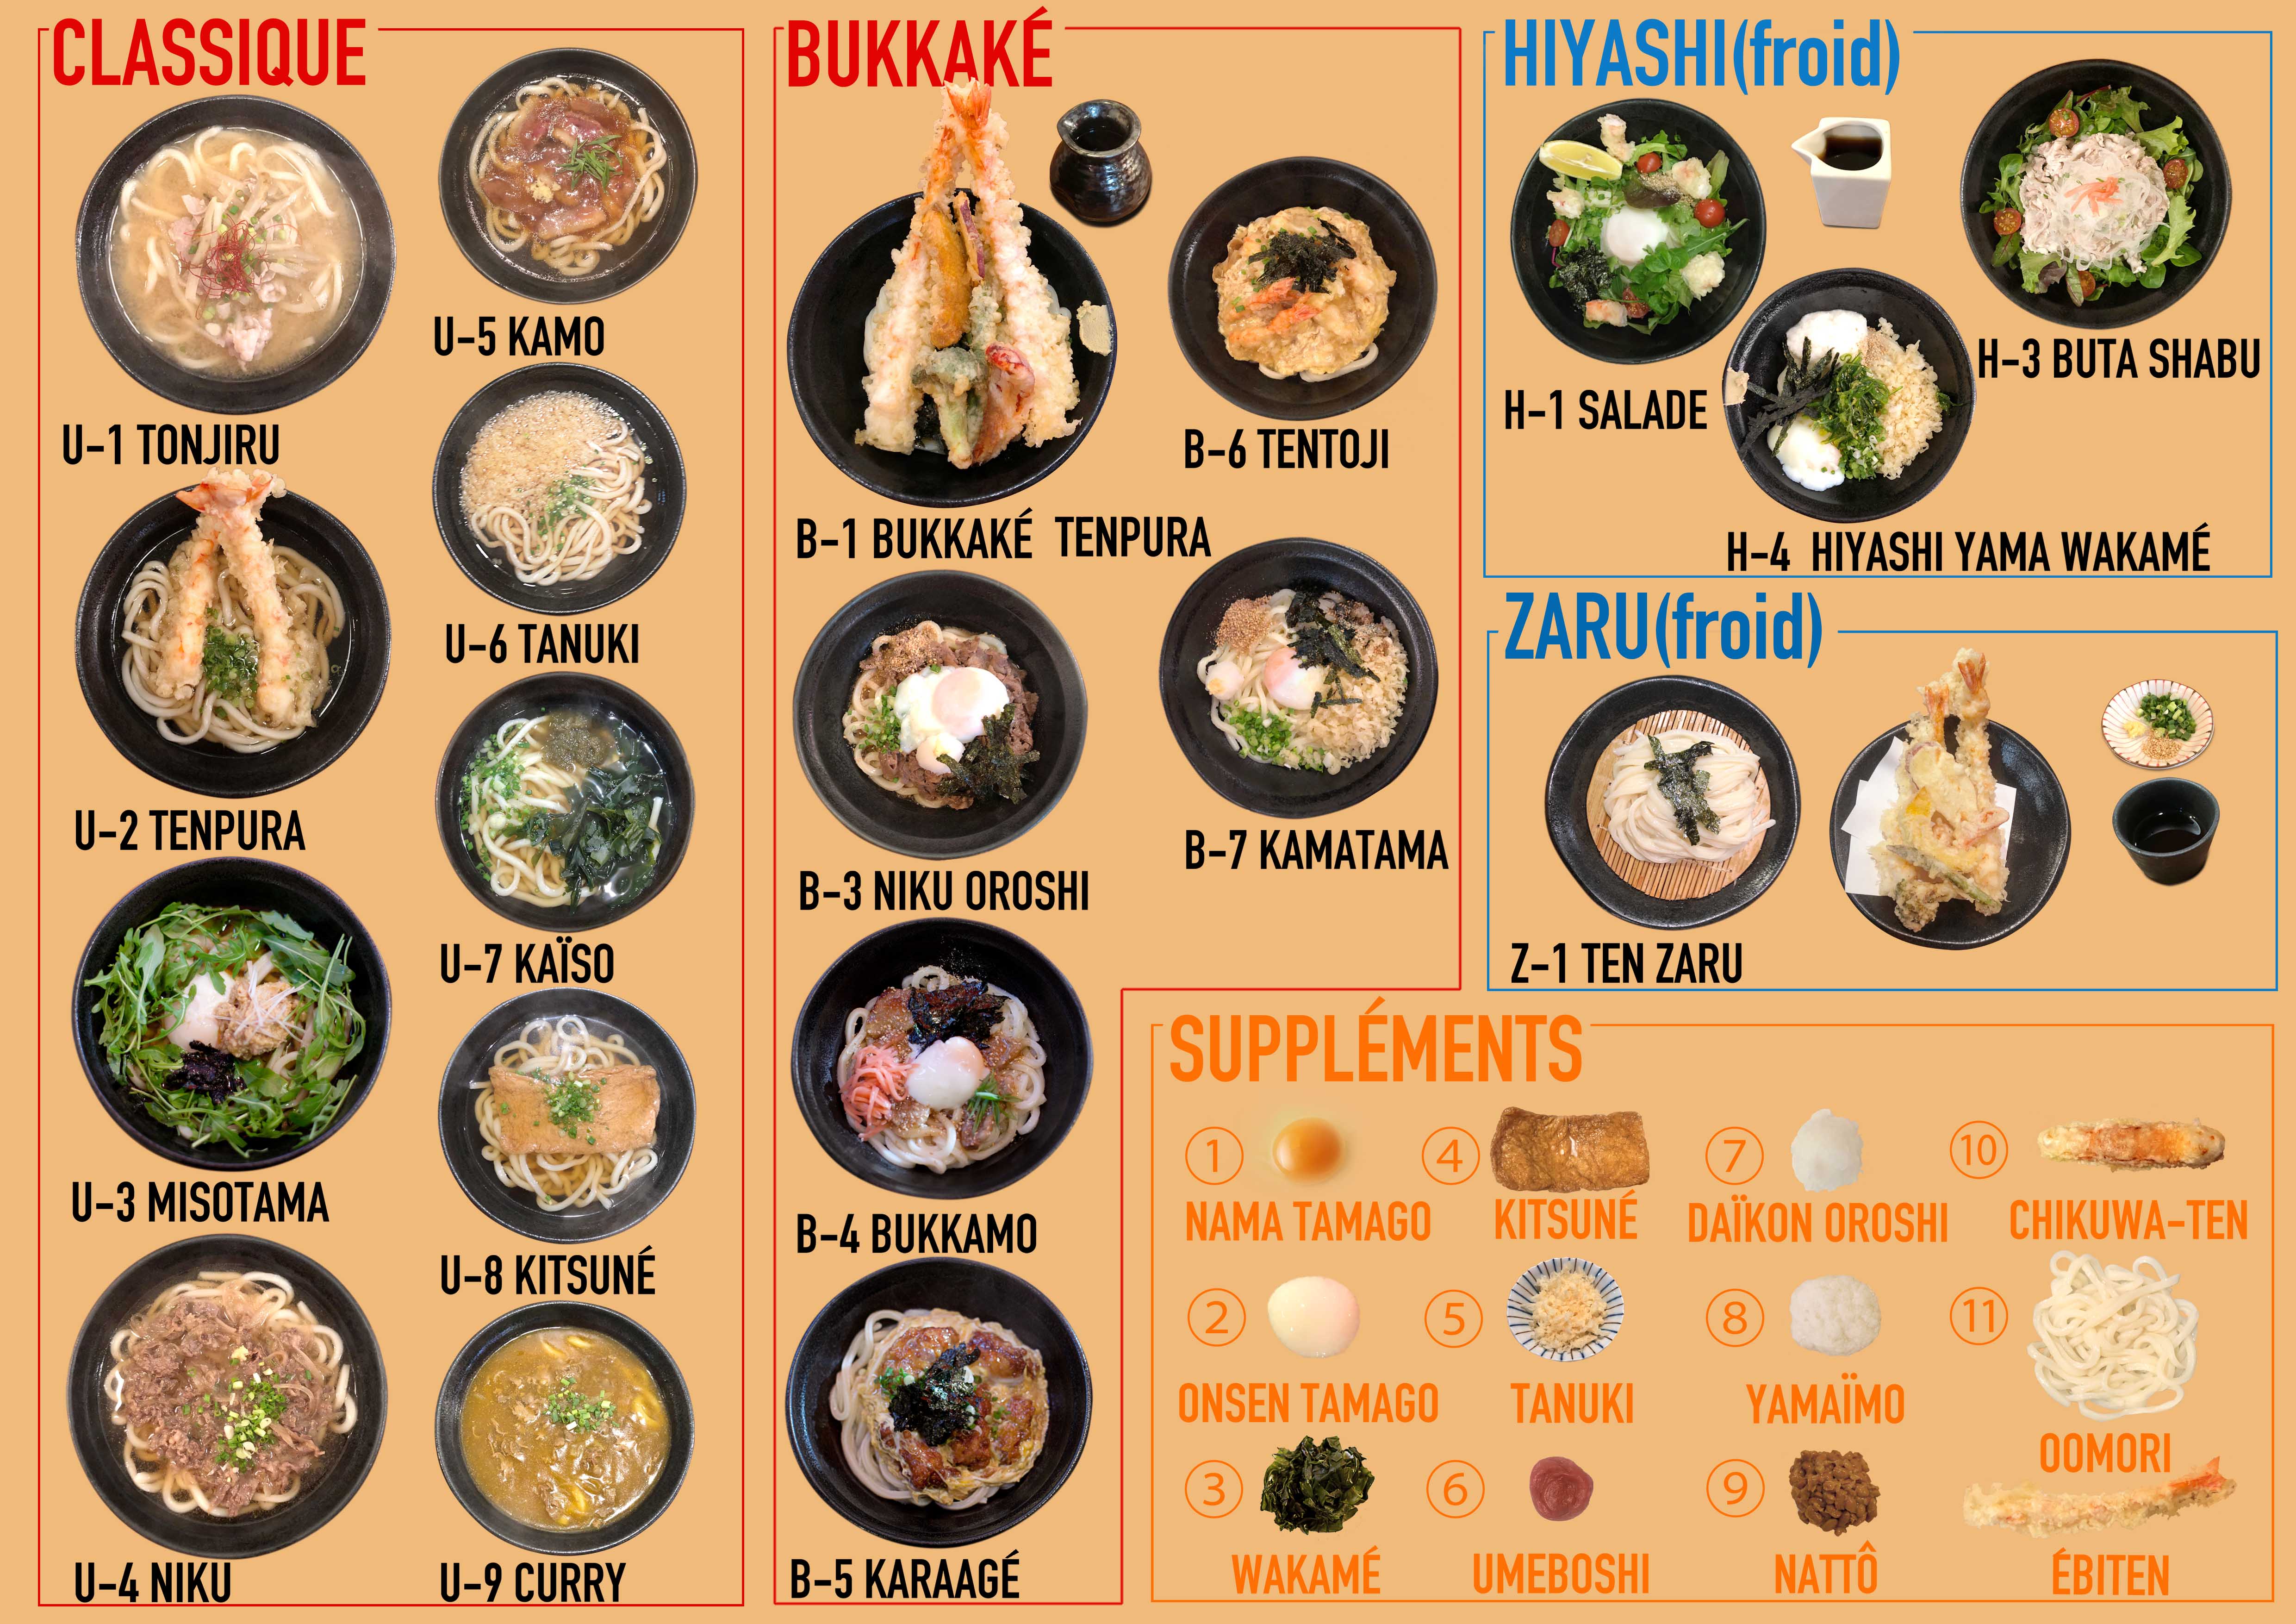 CLASSIQUE
U-1 TONJIRU
U-2 TENPURA
U-3 MISOTAMA
U-4 NIKU
U-5 KAMO
U-6 TANUKI
U-7 KAÏSO
U-8 KITSUNÉ
U-9 CURRY
BUKKAKÉ
B-1 BUKKAKÉ TENPURA
B-3 NIKU OROSHI
B-4 BUKKAMO
B-5 KARAAGÉ
B-6 TENTOJI
B-7 KAMATAMA
HIYASHI(froid)
H-1 SALADE
H-3 BUTA SHABU
H-4 HIYASHI YAMA WAKAMÉ
ZARU(froid)
Z-1 TEN ZARU
SUPPLÉMENTS
1
NAMA TAMAGO
2
ONSEN TAMAGO
3
WAKAMÉ
4
KITSUNÉ
5
TANUKI
6
UMEBOSHI
7
DAÏKON OROSHI
8
YAMAÏMO
9
NATTÔ
10
CHIKUWA-TEN
11
OOMORI
ÉBITEN